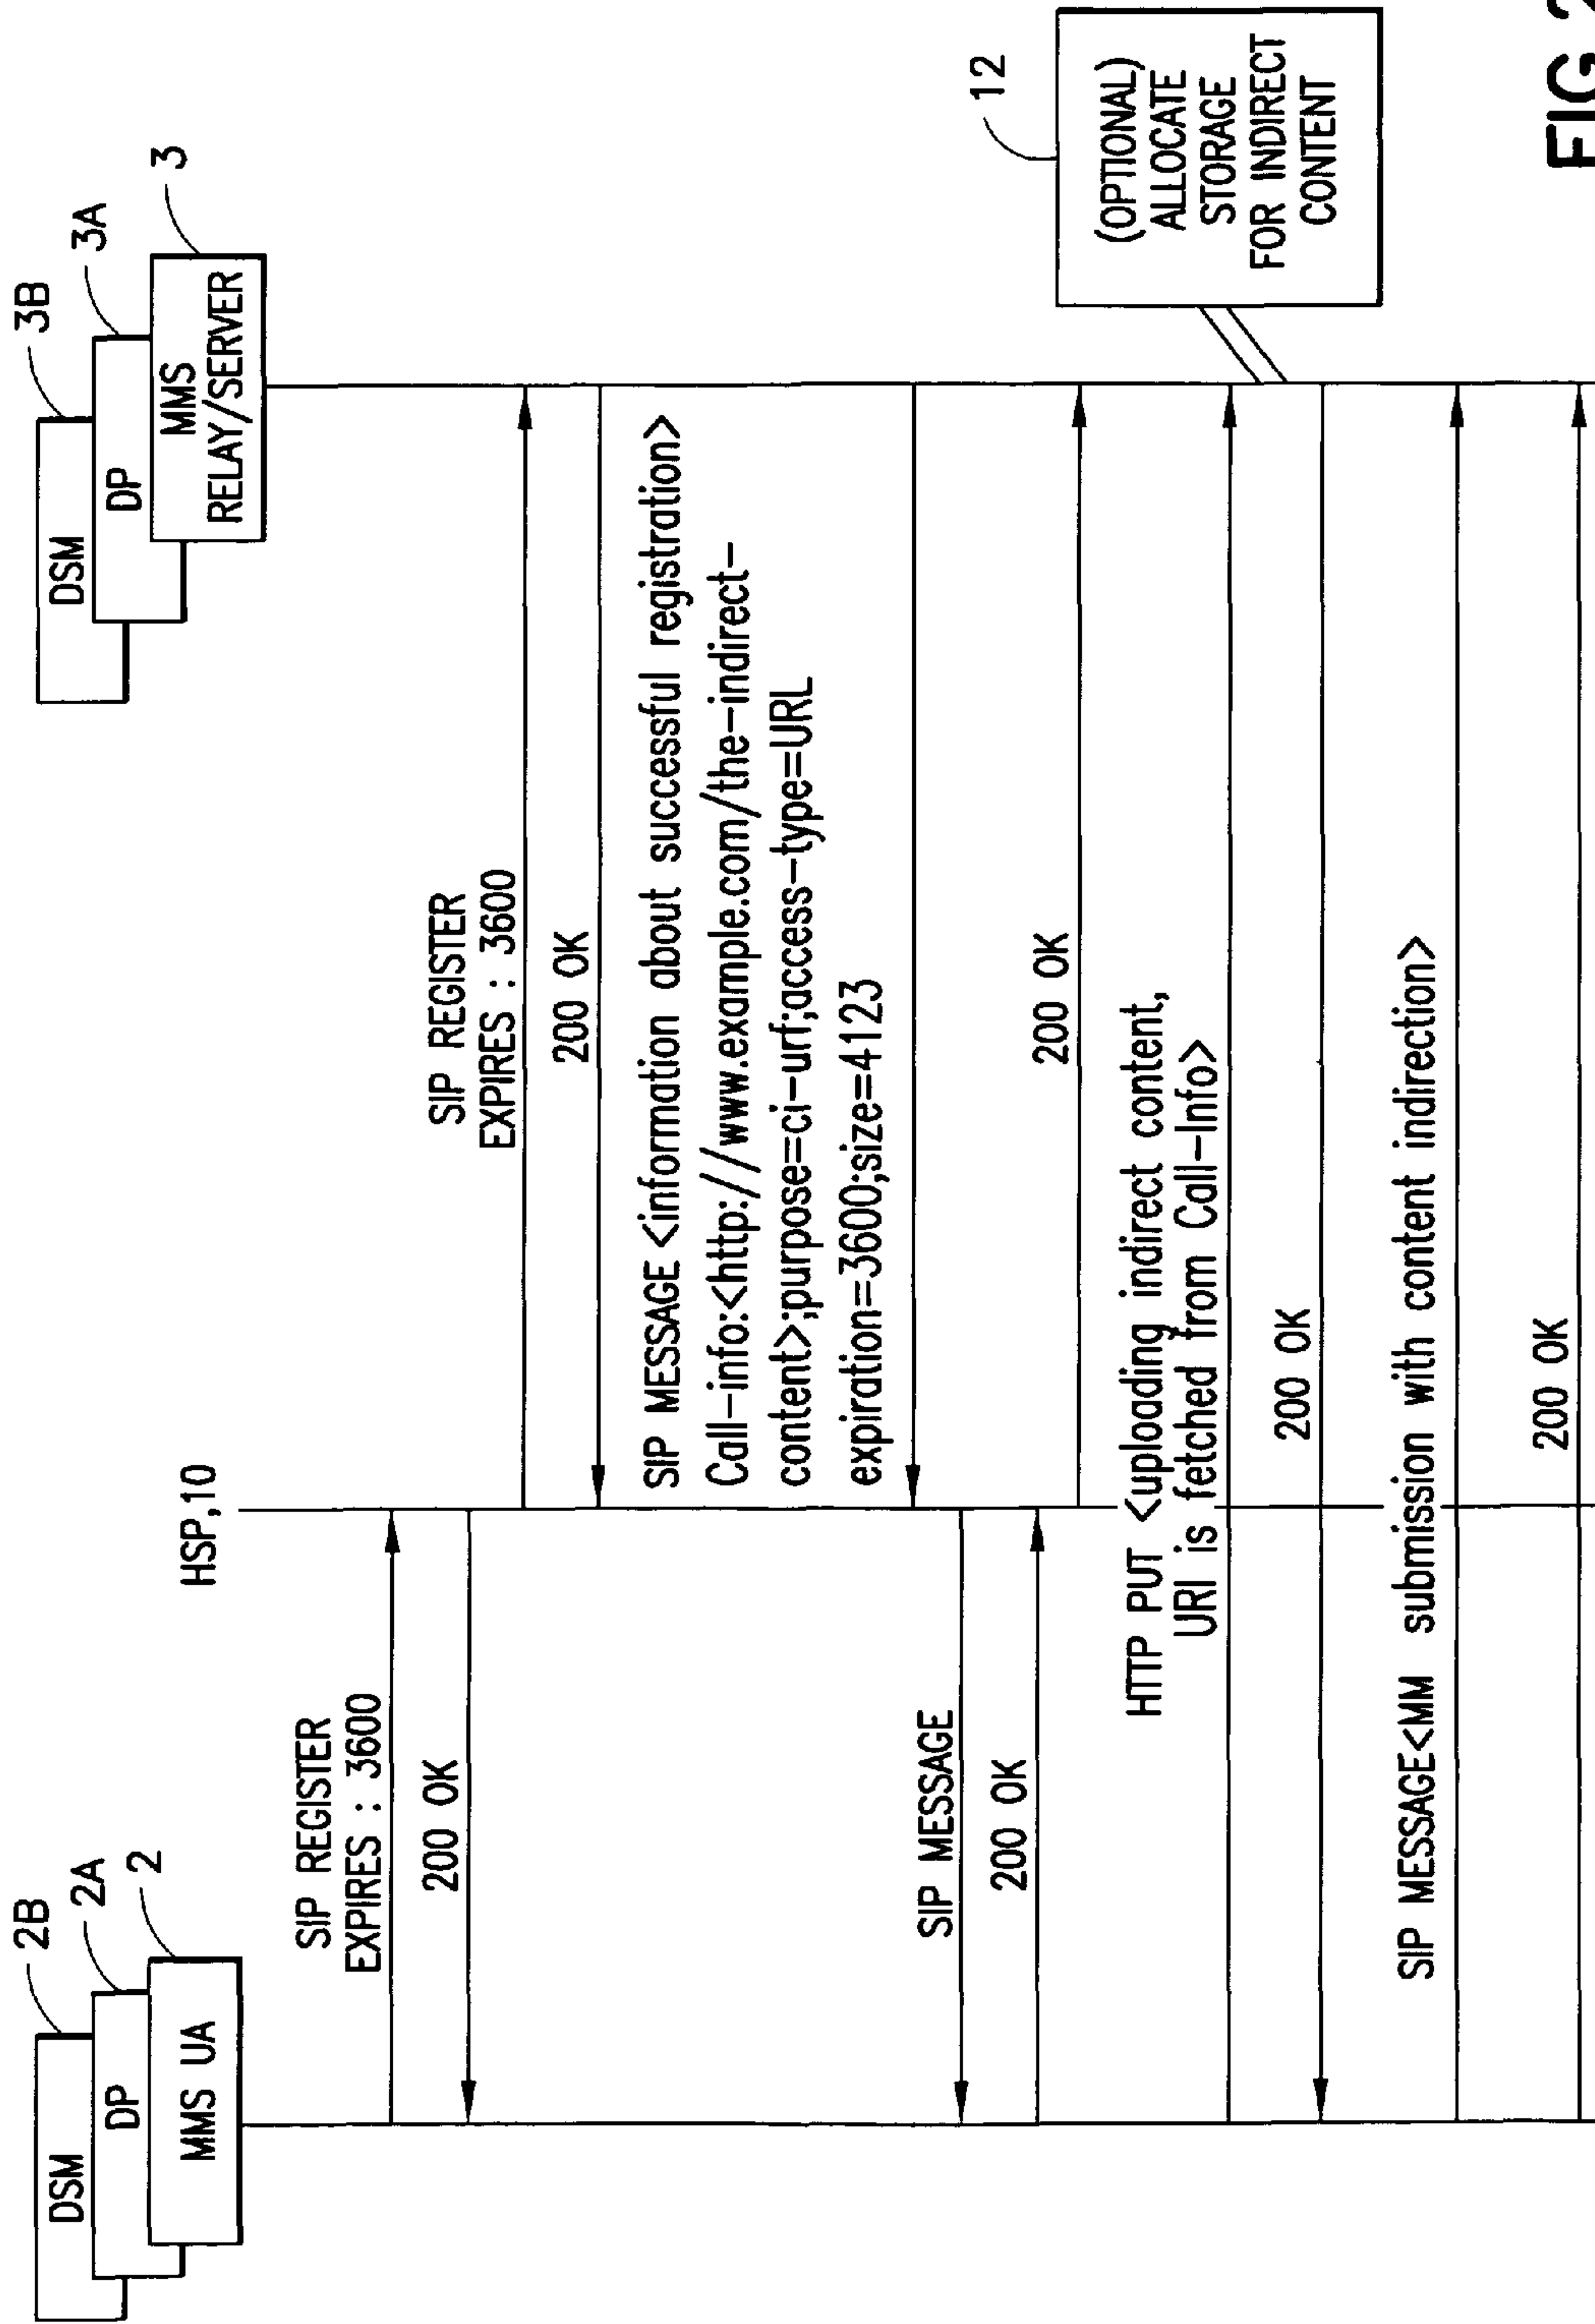 2B
2A
2
DSM
DP
MMS UA
HSP,10
3B
3A
3
DSM
DP
MMS
RELAY/SERVER
SIP REGISTER
EXPIRES : 3600
200 OK
SIP REGISTER
EXPIRES : 3600
200 OK
SIP MESSAGE <information about successful registration>
Call-info:<http://www.example.com/the-indirect-
content>;purpose=ci-urf;access-type=URL
expiration=3600;size=4123
SIP MESSAGE
200 OK
200 OK
HTTP PUT <uploading indirect content,
URI is fetched from Call-Info>
12
(OPTIONAL)
ALLOCATE
STORAGE
FOR INDIRECT
CONTENT
200 OK
SIP MESSAGE<MM submission with content indirection>
200 OK
FIG.2